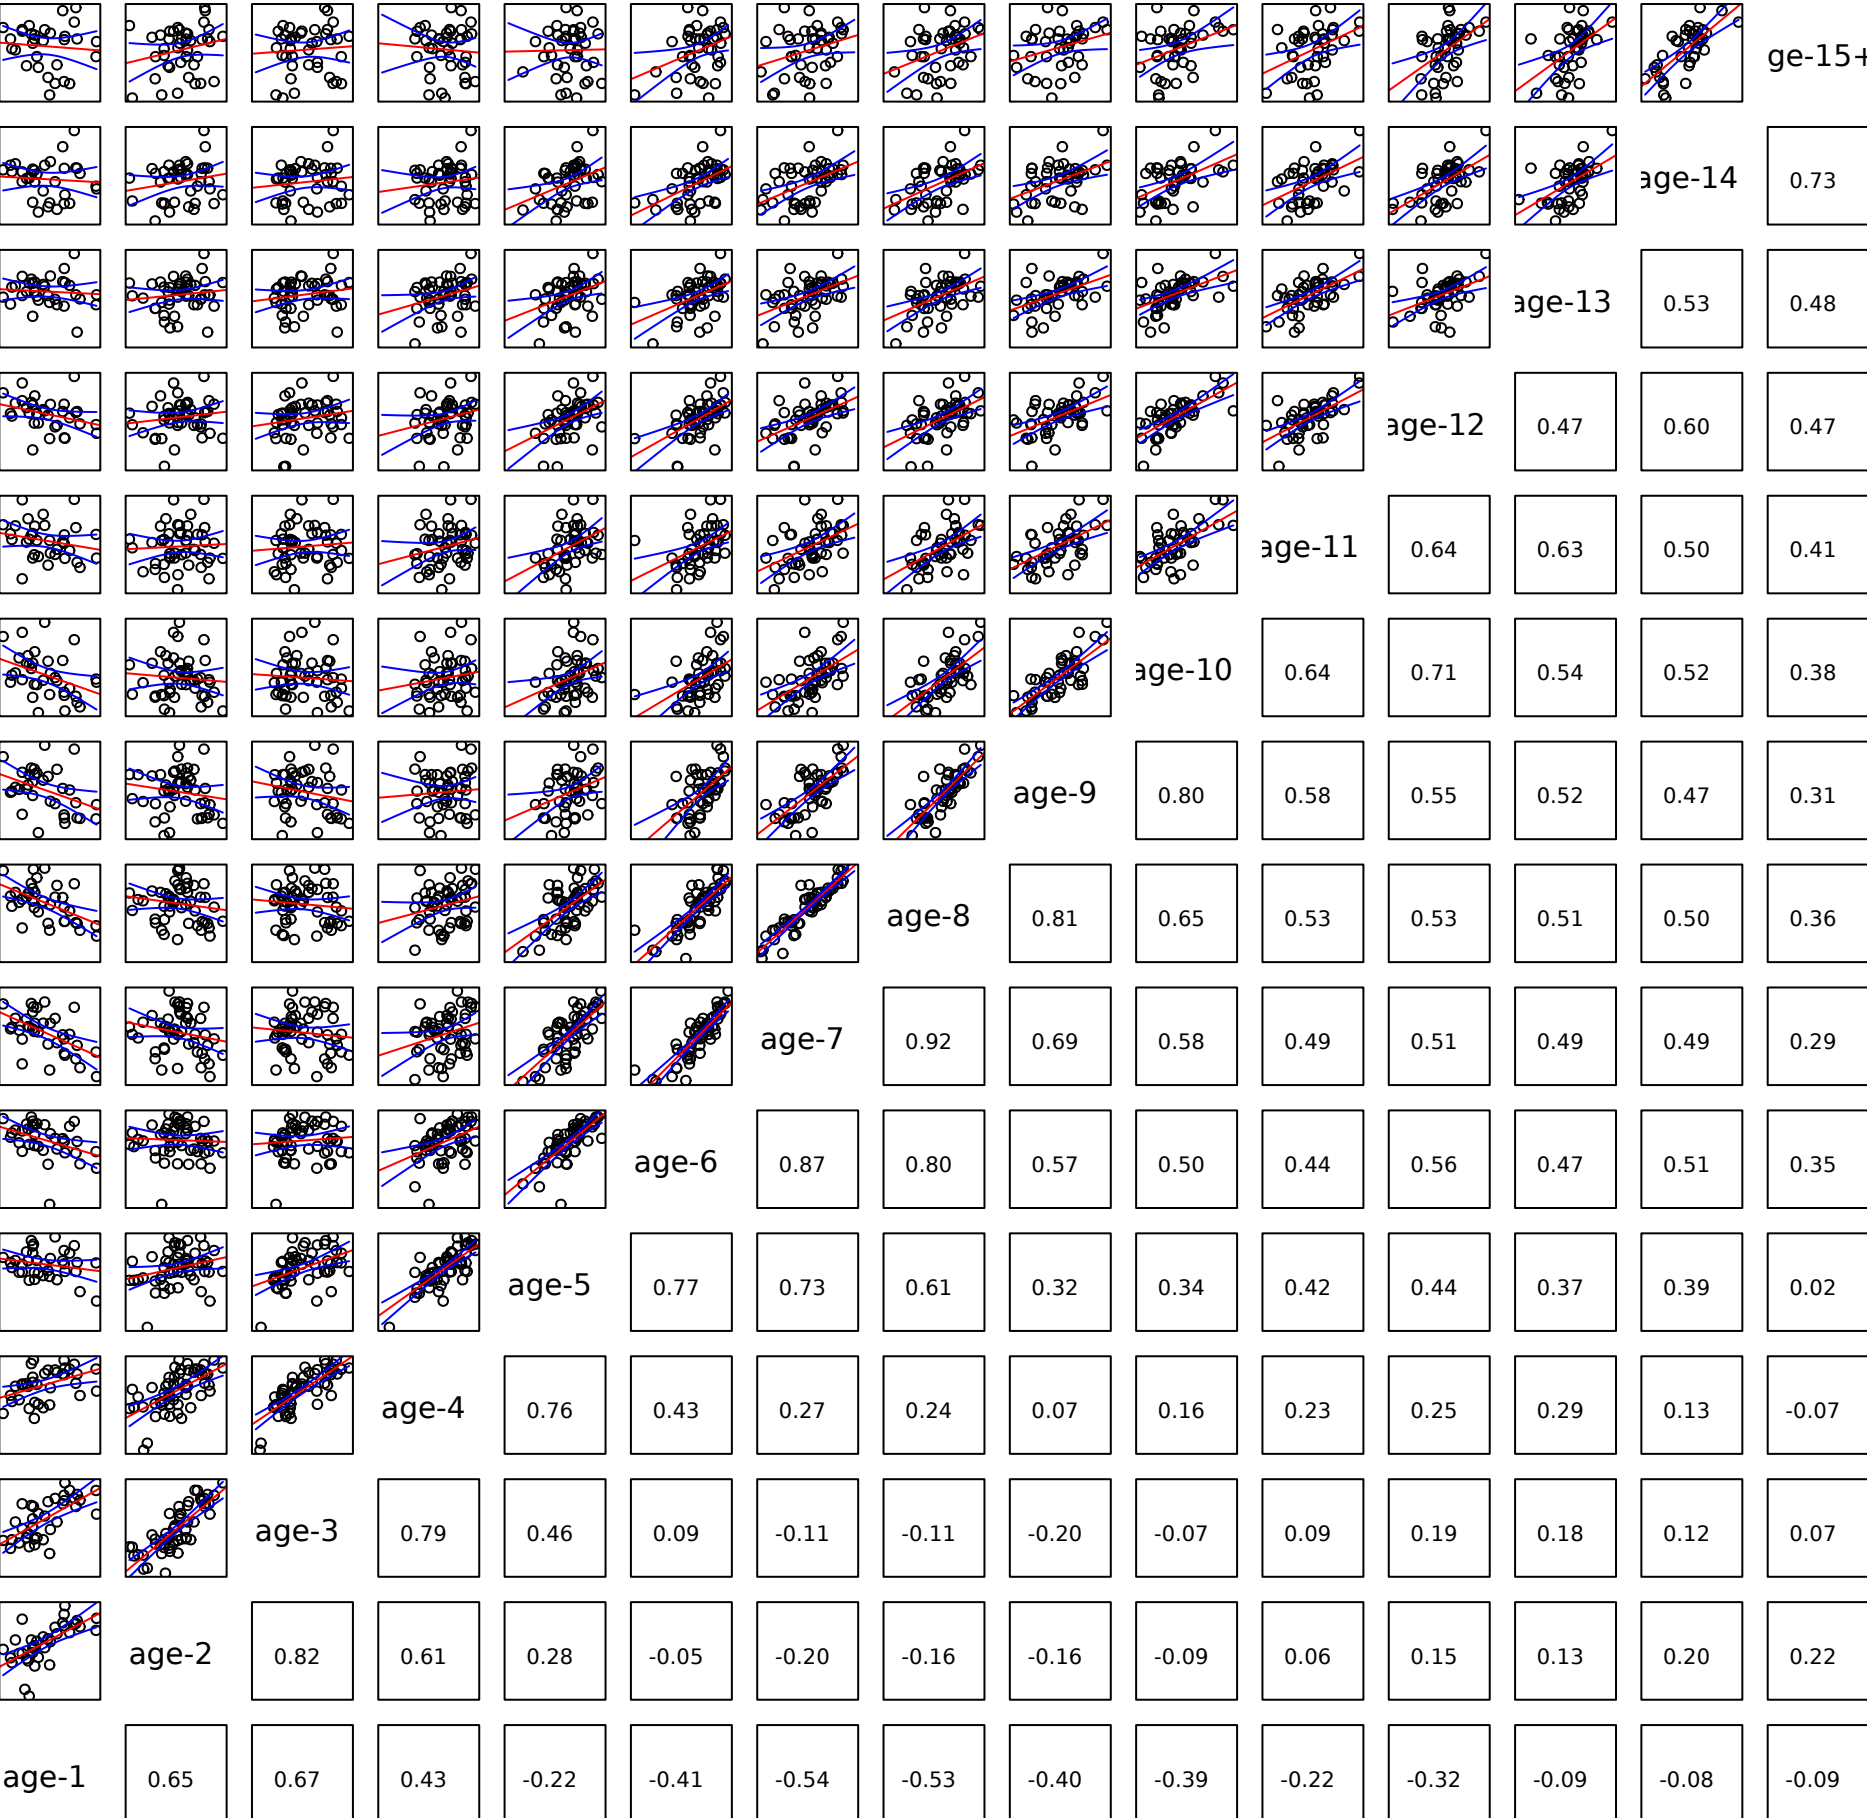 ge-15+
age-14 0.73
age-13 0.53 0.48
age-12 0.47 0.60 0.47
age-11 0.64 0.63 0.50 0.41
age-10 0.64 0.71 0.54 0.52 0.38
age-9 0.80 0.58 0.55 0.52 0.47 0.31
age-8 0.81 0.65 0.53 0.53 0.51 0.50 0.36
age-7 0.92 0.69 0.58 0.49 0.51 0.49 0.49 0.29
age-6 0.87 0.80 0.57 0.50 0.44 0.56 0.47 0.51 0.35
age-5 0.77 0.73 0.61 0.32 0.34 0.42 0.44 0.37 0.39 0.02
age-4 0.76 0.43 0.27 0.24 0.07 0.16 0.23 0.25 0.29 0.13 -0.07
age-3 0.79 0.46 0.09 -0.11 -0.11 -0.20 -0.07 0.09 0.19 0.18 0.12 0.07
age-2 0.82 0.61 0.28 -0.05 -0.20 -0.16 -0.16 -0.09 0.06 0.15 0.13 0.20 0.22
age-1 0.65 0.67 0.43 -0.22 -0.41 -0.54 -0.53 -0.40 -0.39 -0.22 -0.32 -0.09 -0.08 -0.09